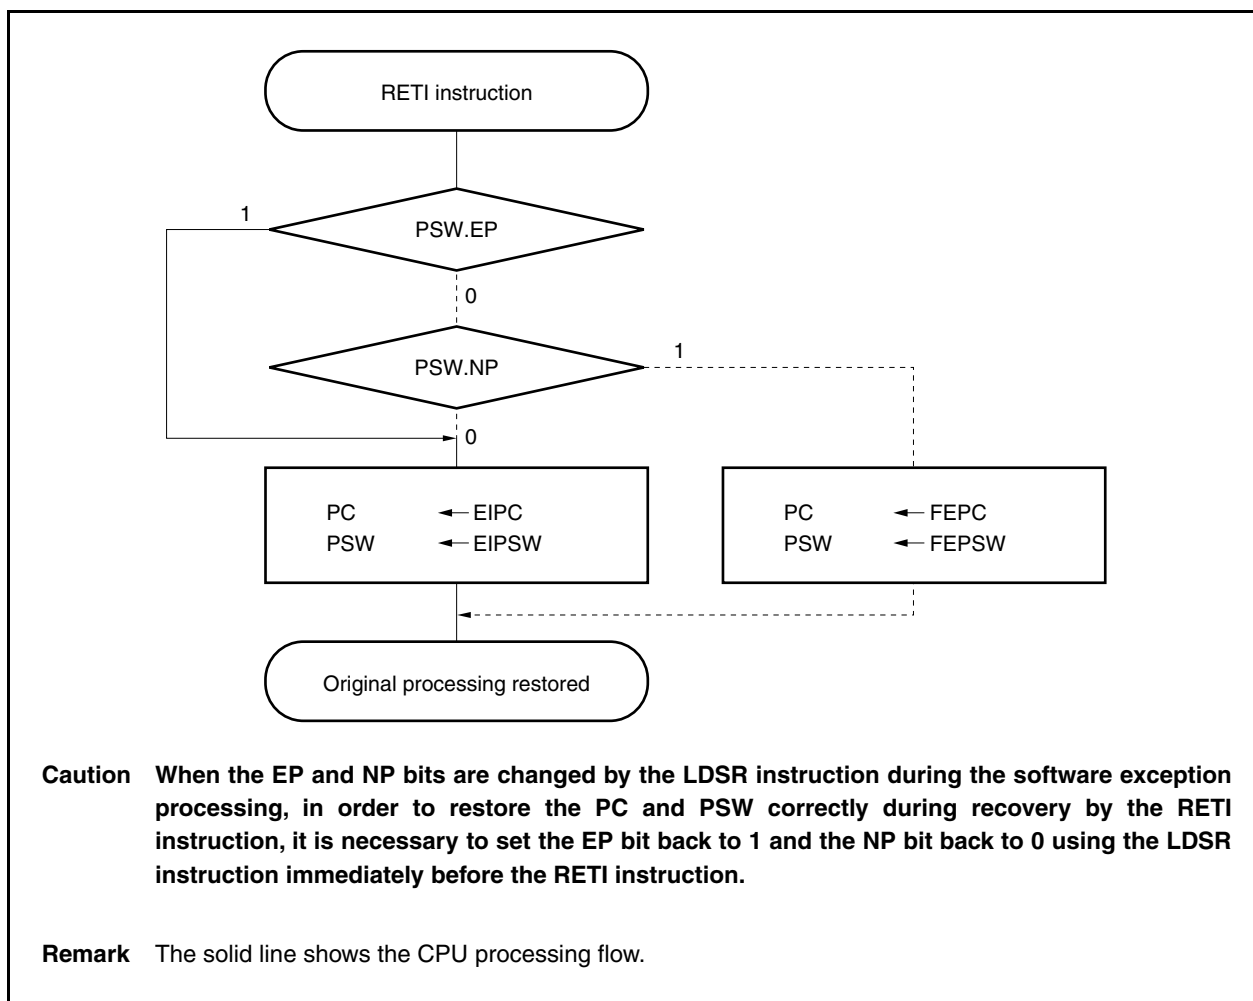 RETI instruction
1
PSW.EP
0
PSW.NP
1
0
PC ← EIPC
PSW ← EIPSW
PC ← FEPC
PSW ← FEPSW
Original processing restored
Caution When the EP and NP bits are changed by the LDSR instruction during the software exception
processing, in order to restore the PC and PSW correctly during recovery by the RETI
instruction, it is necessary to set the EP bit back to 1 and the NP bit back to 0 using the LDSR
instruction immediately before the RETI instruction.
Remark The solid line shows the CPU processing flow.